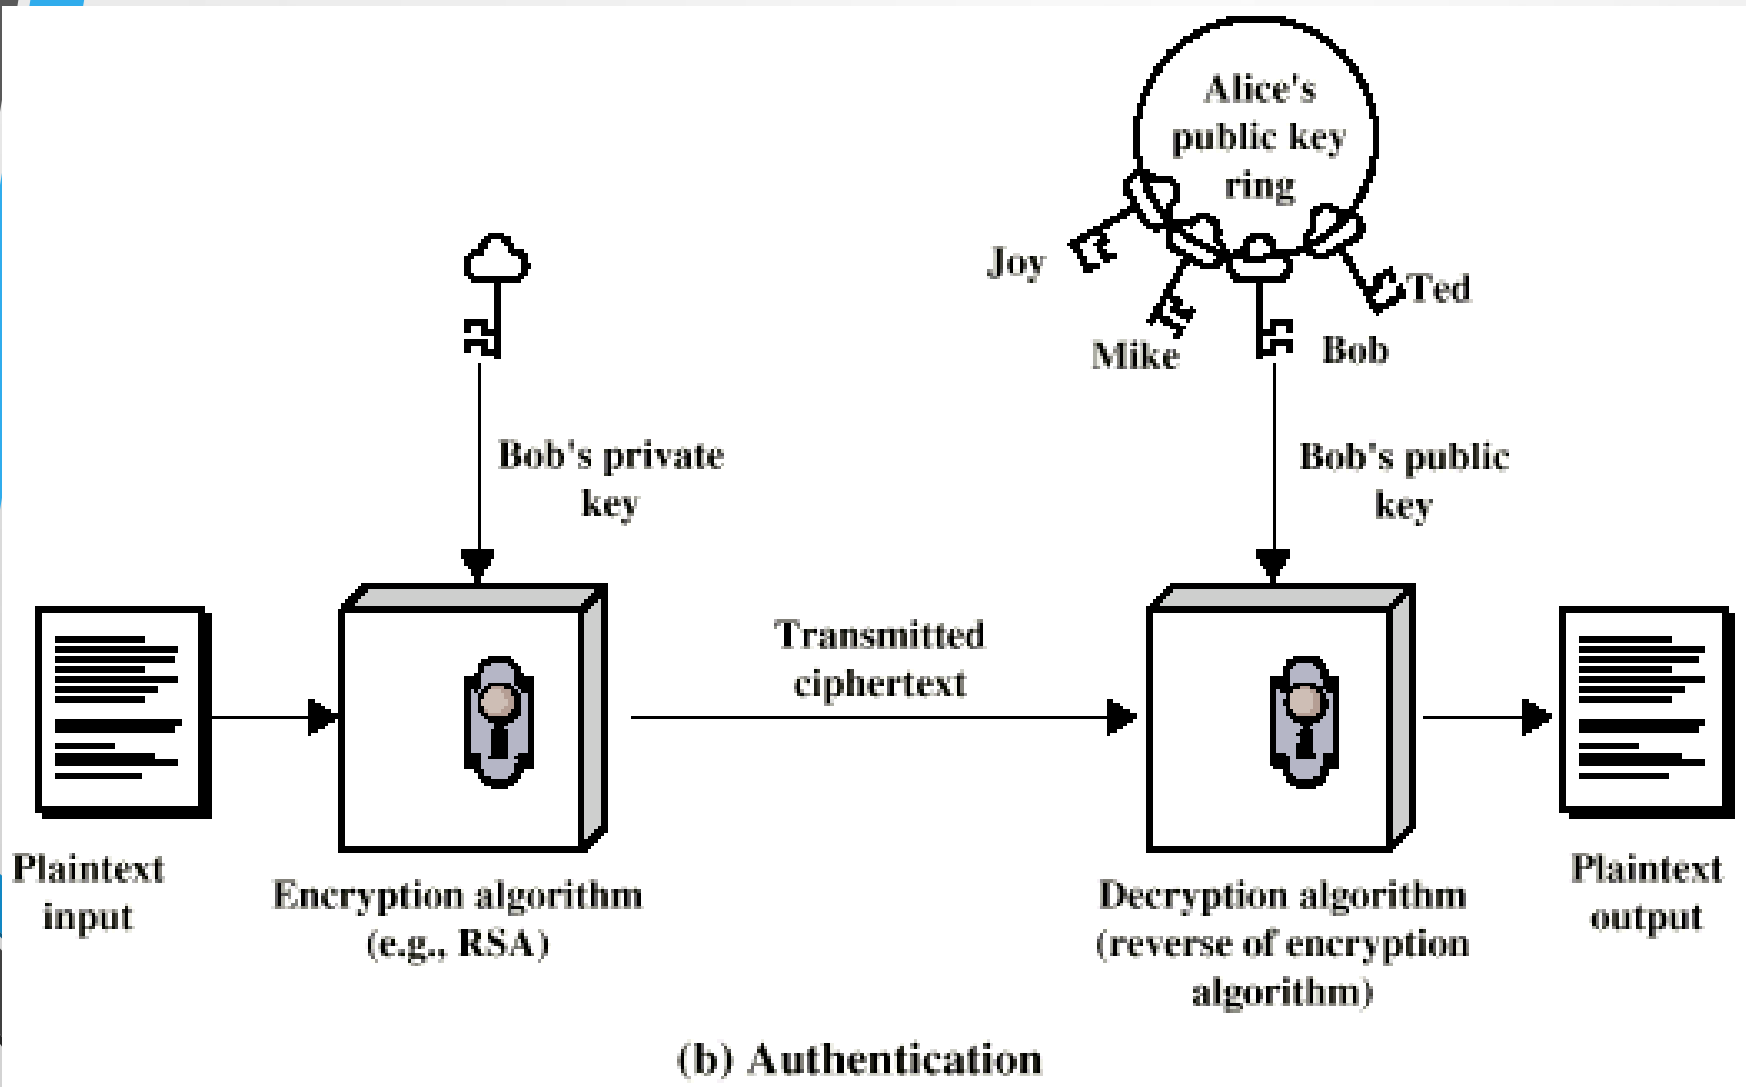 Alice's
public key
ring
Joy
Ted
Mike
Bob
Bob's private
key
Bob's public
key
Transmitted
ciphertext
Plaintext
input
Encryption algorithm
(e.g., RSA)
Decryption algorithm
(reverse of encryption
algorithm)
Plaintext
output
(b) Authentication